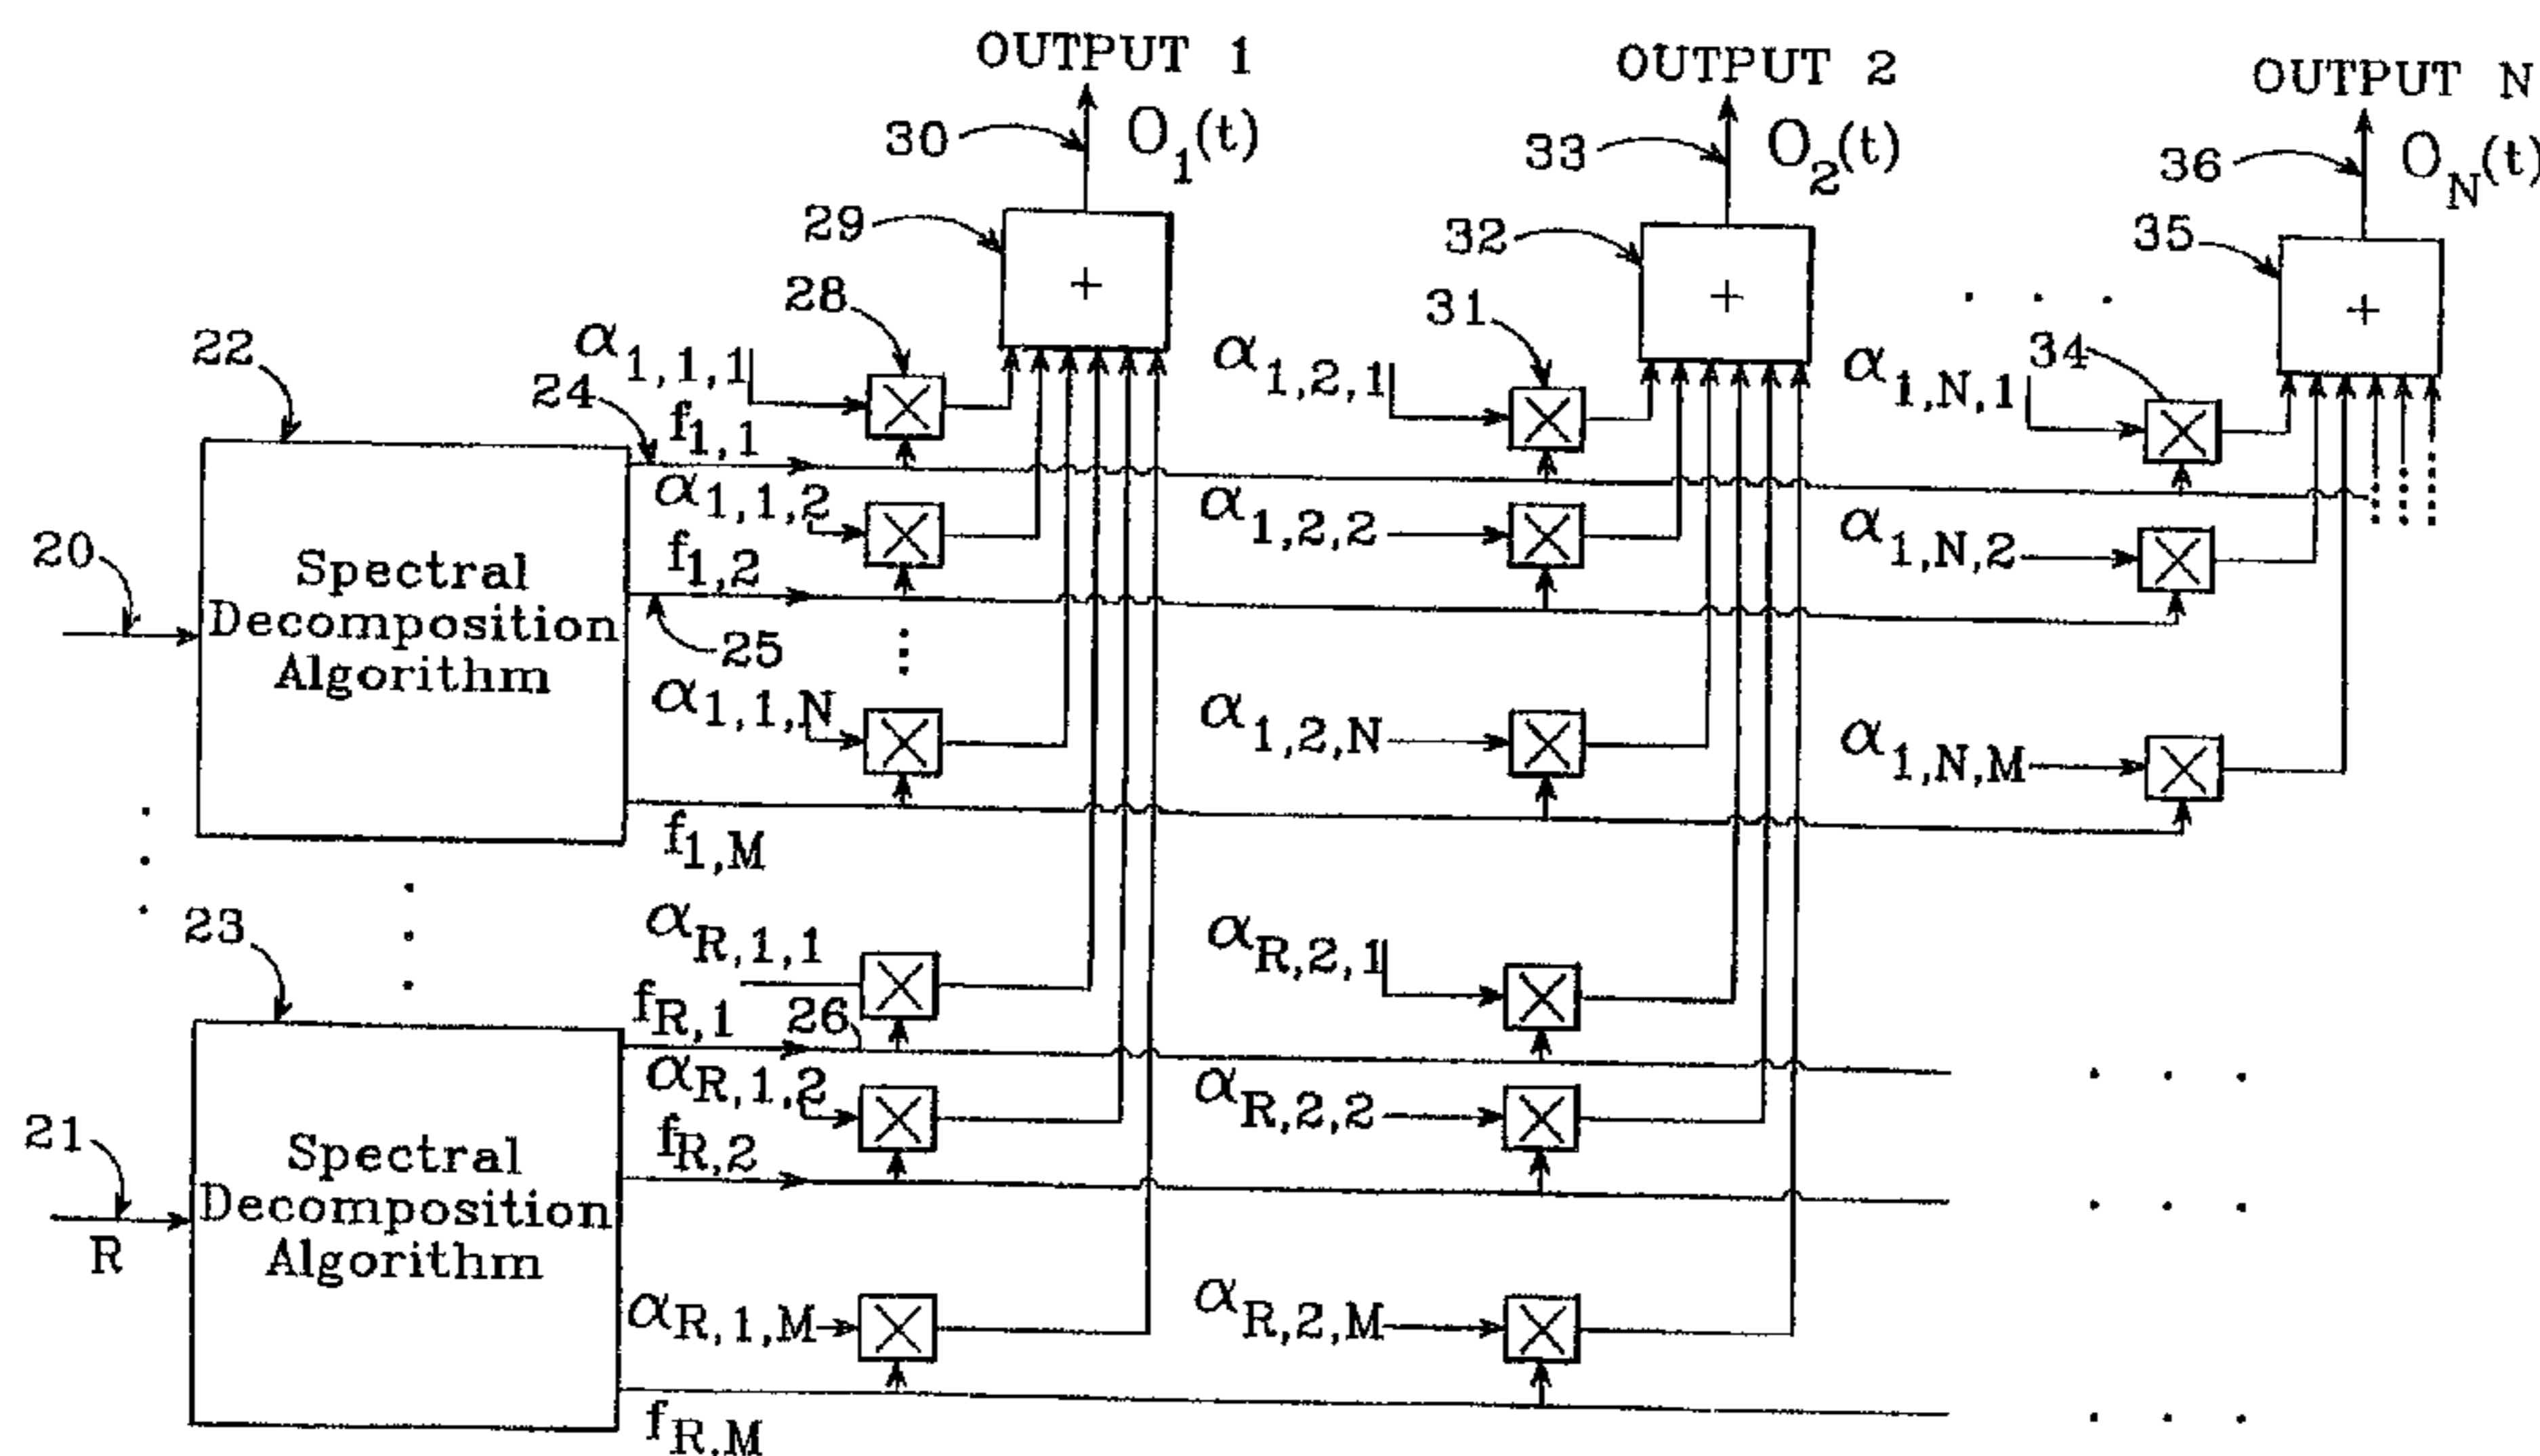 OUTPUT 1
OUTPUT 2
OUTPUT N
30
O1(t)
33
O2(t)
36
ON(t)
29
32
35
28
31
34
22
24
α1,1,1
α1,2,1
α1,N,1
f1,1
α1,1,2
α1,2,2
α1,N,2
20
f1,2
Spectral
Decomposition
Algorithm
25
α1,1,N
α1,2,N
α1,N,M
f1,M
23
αR,1,1
αR,2,1
fR,1
26
αR,1,2
αR,2,2
21
fR,2
Spectral
Decomposition
Algorithm
R
αR,1,M
αR,2,M
fR.M